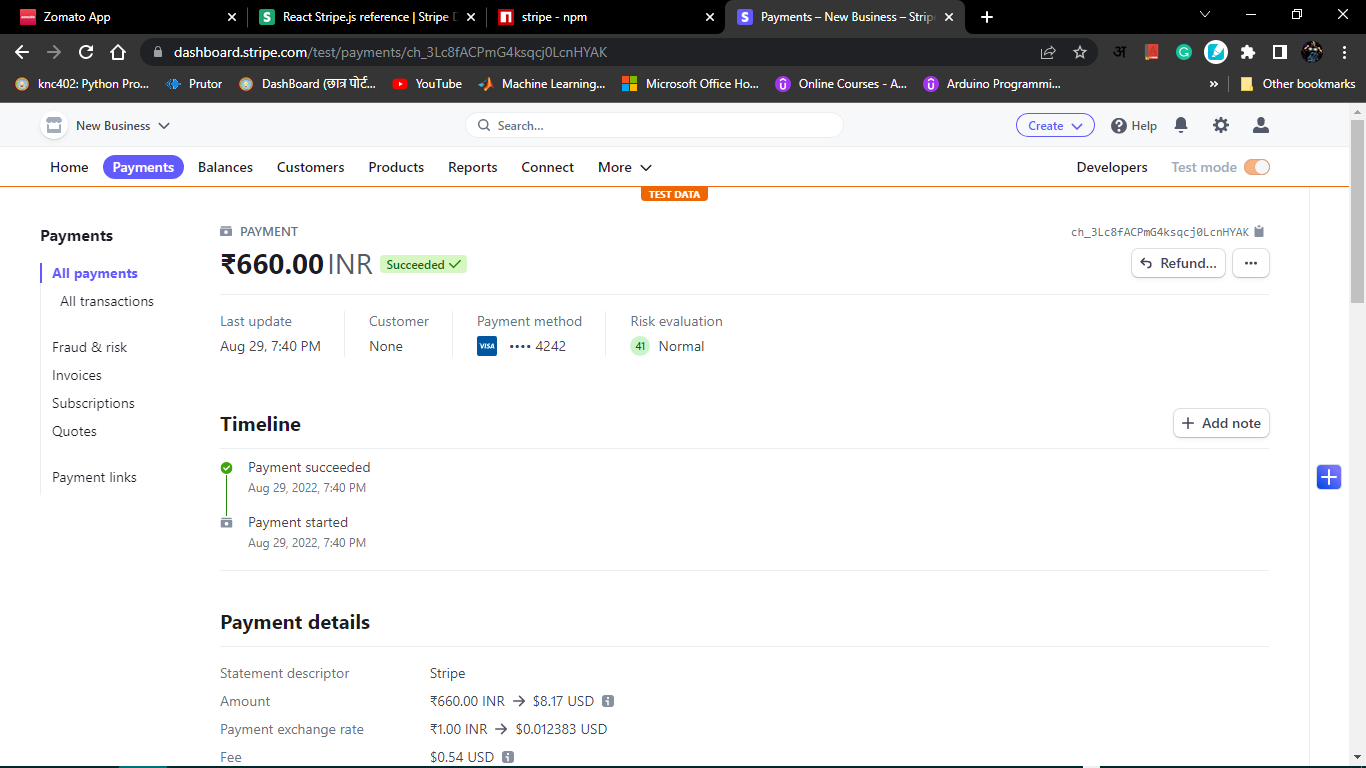 Zomato App
React Stripe.js reference | Stripe D
stripe - npm
Payments – New Business – Strip
dashboard.stripe.com/test/payments/ch_3Lc8fACPmG4ksqcj0LcnHYAK
knc402: Python Pro...
Prutor
DashBoard (छात्र पोर्ट...
YouTube
Machine Learning...
Microsoft Office Ho...
Online Courses - A...
Arduino Programmi...
»
Other bookmarks
New Business
Search...
Create
Help
Home
Payments
Balances
Customers
Products
Reports
Connect
More
Developers
Test mode
TEST DATA
Payments
All payments
All transactions
Fraud & risk
Invoices
Subscriptions
Quotes
Payment links
PAYMENT
ch_3Lc8fACPmG4ksqcj0LcnHYAK
₹660.00 INR
Succeeded
Refund...
Last update
Aug 29, 7:40 PM
Customer
None
Payment method
VISA •••• 4242
Risk evaluation
41 Normal
Timeline
Add note
Payment succeeded
Aug 29, 2022, 7:40 PM
Payment started
Aug 29, 2022, 7:40 PM
Payment details
Statement descriptor Stripe
Amount ₹660.00 INR → $8.17 USD
Payment exchange rate ₹1.00 INR → $0.012383 USD
Fee $0.54 USD